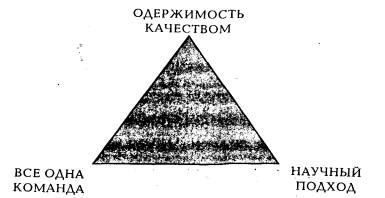 ОДЕРЖИМОСТЬ
КАЧЕСТВОМ
ВСЕ ОДНА
КОМАНДА
НАУЧНЫЙ
ПОДХОД